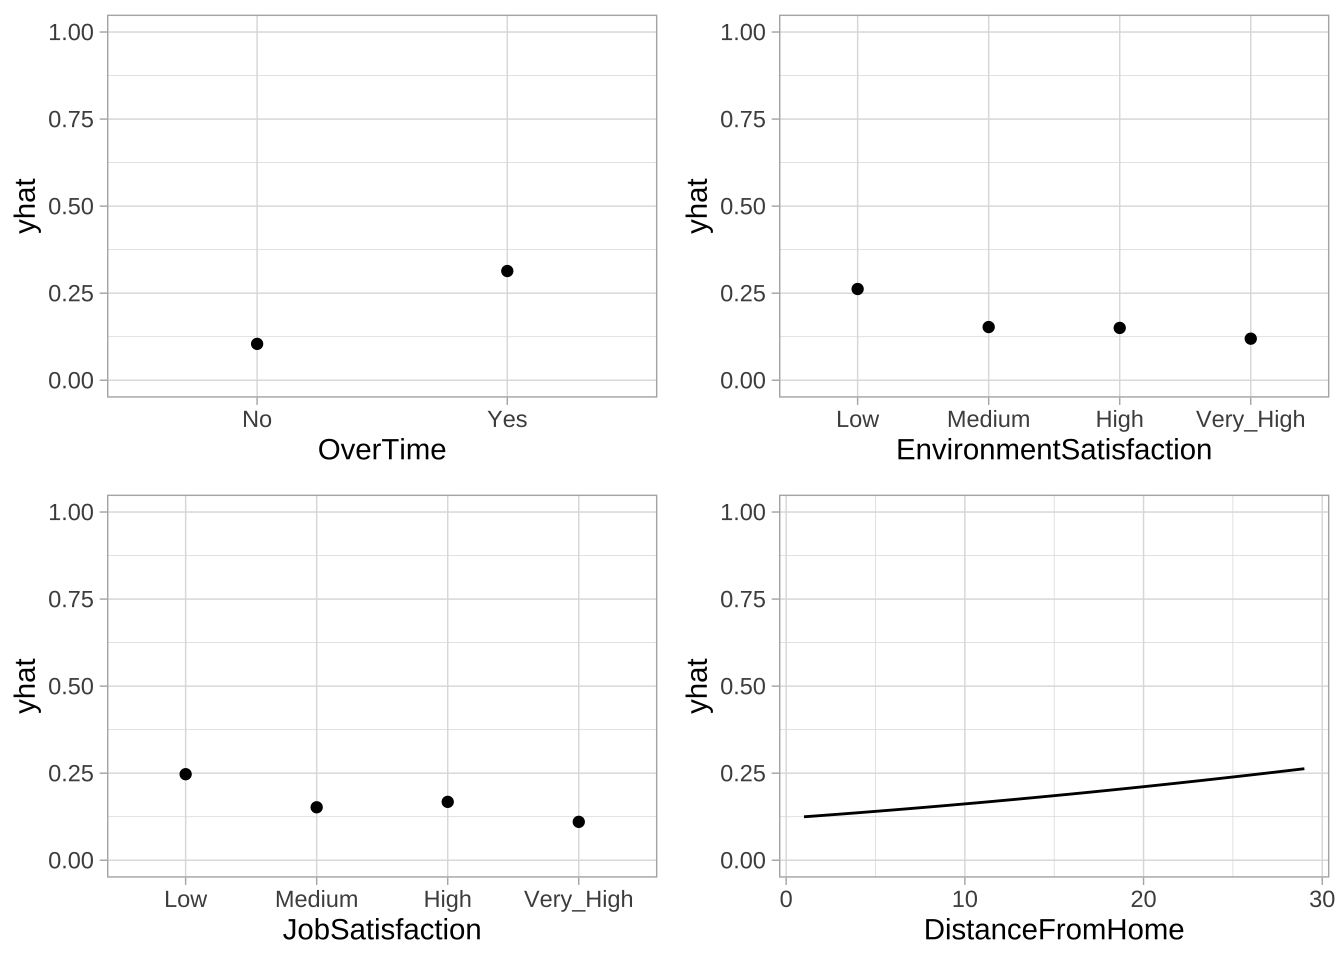 1.00
0.75
0.50
0.25
0.00
yhat
No Yes
OverTime
1.00
0.75
0.50
0.25
0.00
yhat
Low Medium High Very_High
EnvironmentSatisfaction
1.00
0.75
0.50
0.25
0.00
yhat
Low Medium High Very_High
JobSatisfaction
1.00
0.75
0.50
0.25
0.00
yhat
0 10 20 30
DistanceFromHome